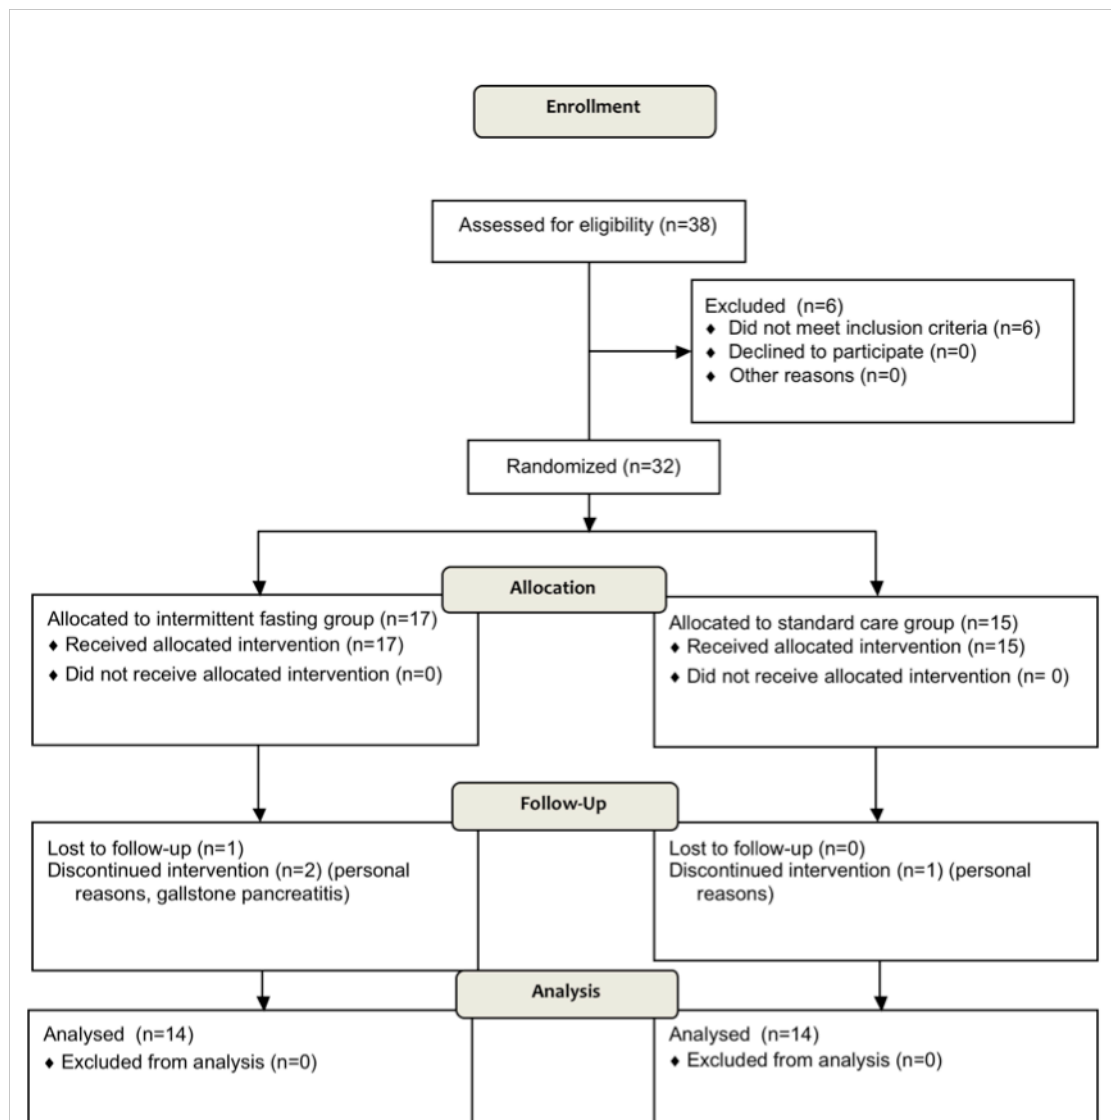 Enrollment
Assessed for eligibility (n=38)
Excluded  (n=6)
♦ Did not meet inclusion criteria (n=6)
♦ Declined to participate (n=0)
♦ Other reasons (n=0)
Randomized (n=32)
Allocation
Allocated to intermittent fasting group (n=17)
♦ Received allocated intervention (n=17)
♦ Did not receive allocated intervention (n=0)
Allocated to standard care group (n=15)
♦ Received allocated intervention (n=15)
♦ Did not receive allocated intervention (n= 0)
Follow-Up
Lost to follow-up (n=1)
Discontinued intervention (n=2) (personal
reasons, gallstone pancreatitis)
Lost to follow-up (n=0)
Discontinued intervention (n=1) (personal
reasons)
Analysis
Analysed  (n=14)
♦ Excluded from analysis (n=0)
Analysed  (n=14)
♦ Excluded from analysis (n=0)